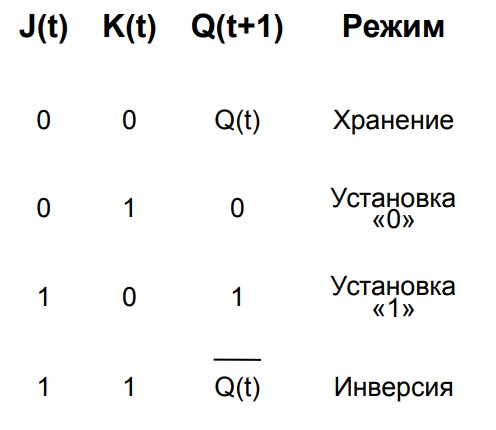 J(t) K(t) Q(t+1) Режим
0 0 Q(t) Хранение
0 1 0 Установка «0»
1 0 1 Установка «1»
1 1 Q̅(̅t̅)̅ Инверсия